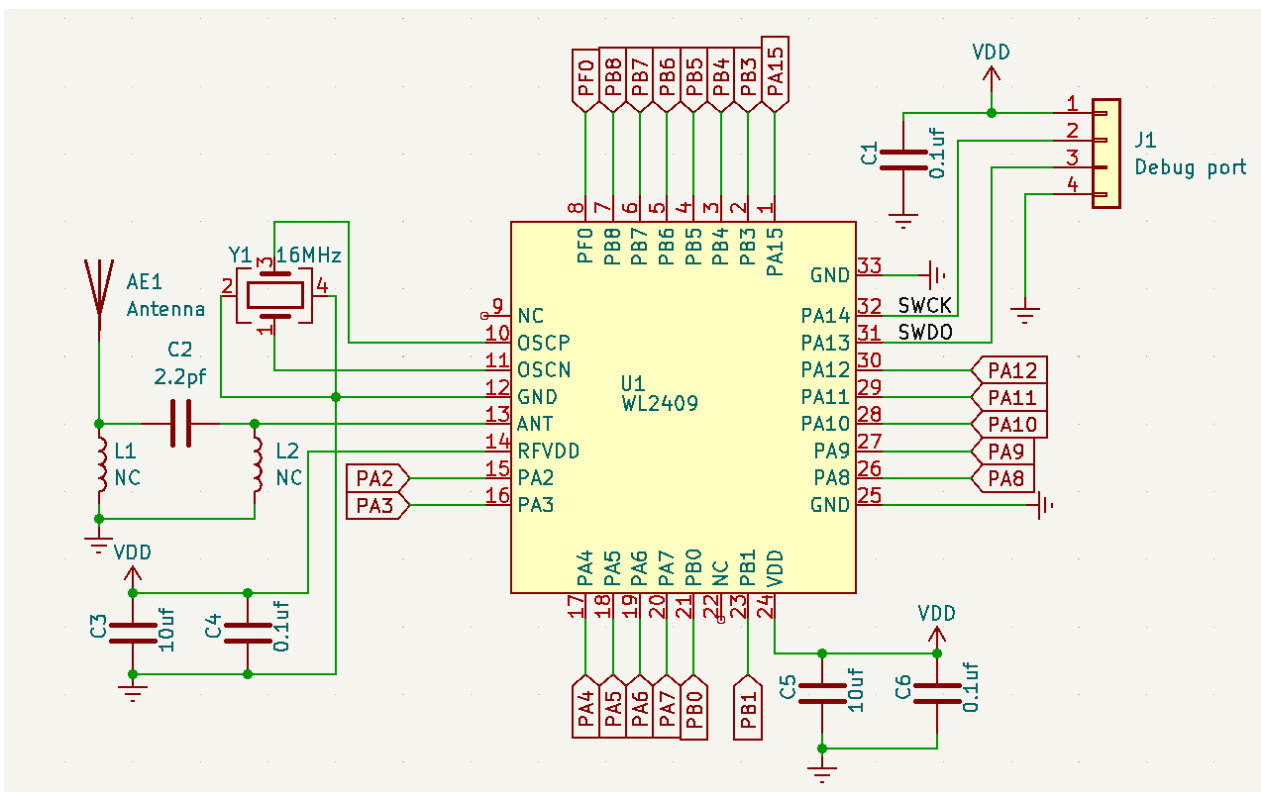 PF0
PB8
PB7
PB6
PB5
PB4
PB3
PA15
VDD
C1
0.1uf
1
2
3
4
J1
Debug port
8
7
6
5
4
3
2
1
PF0
PB8
PB7
PB6
PB5
PB4
PB3
PA15
Y1
16MHz
3
2
4
1
AE1
Antenna
C2
2.2pf
L1
NC
L2
NC
9
NC
10
OSCP
11
OSCN
12
GND
13
ANT
14
RFVDD
15
PA2
16
PA3
PA2
PA3
U1
WL2409
GND
33
PA14
32
SWCK
PA13
31
SWDO
PA12
30
PA12
PA11
29
PA11
PA10
28
PA10
PA9
27
PA9
PA8
26
PA8
GND
25
VDD
C3
10uf
C4
0.1uf
PA4
PA5
PA6
PA7
PB0
NC
PB1
VDD
17
18
19
20
21
22
23
24
PA4
PA5
PA6
PA7
PB0
PB1
VDD
C5
10uf
C6
0.1uf